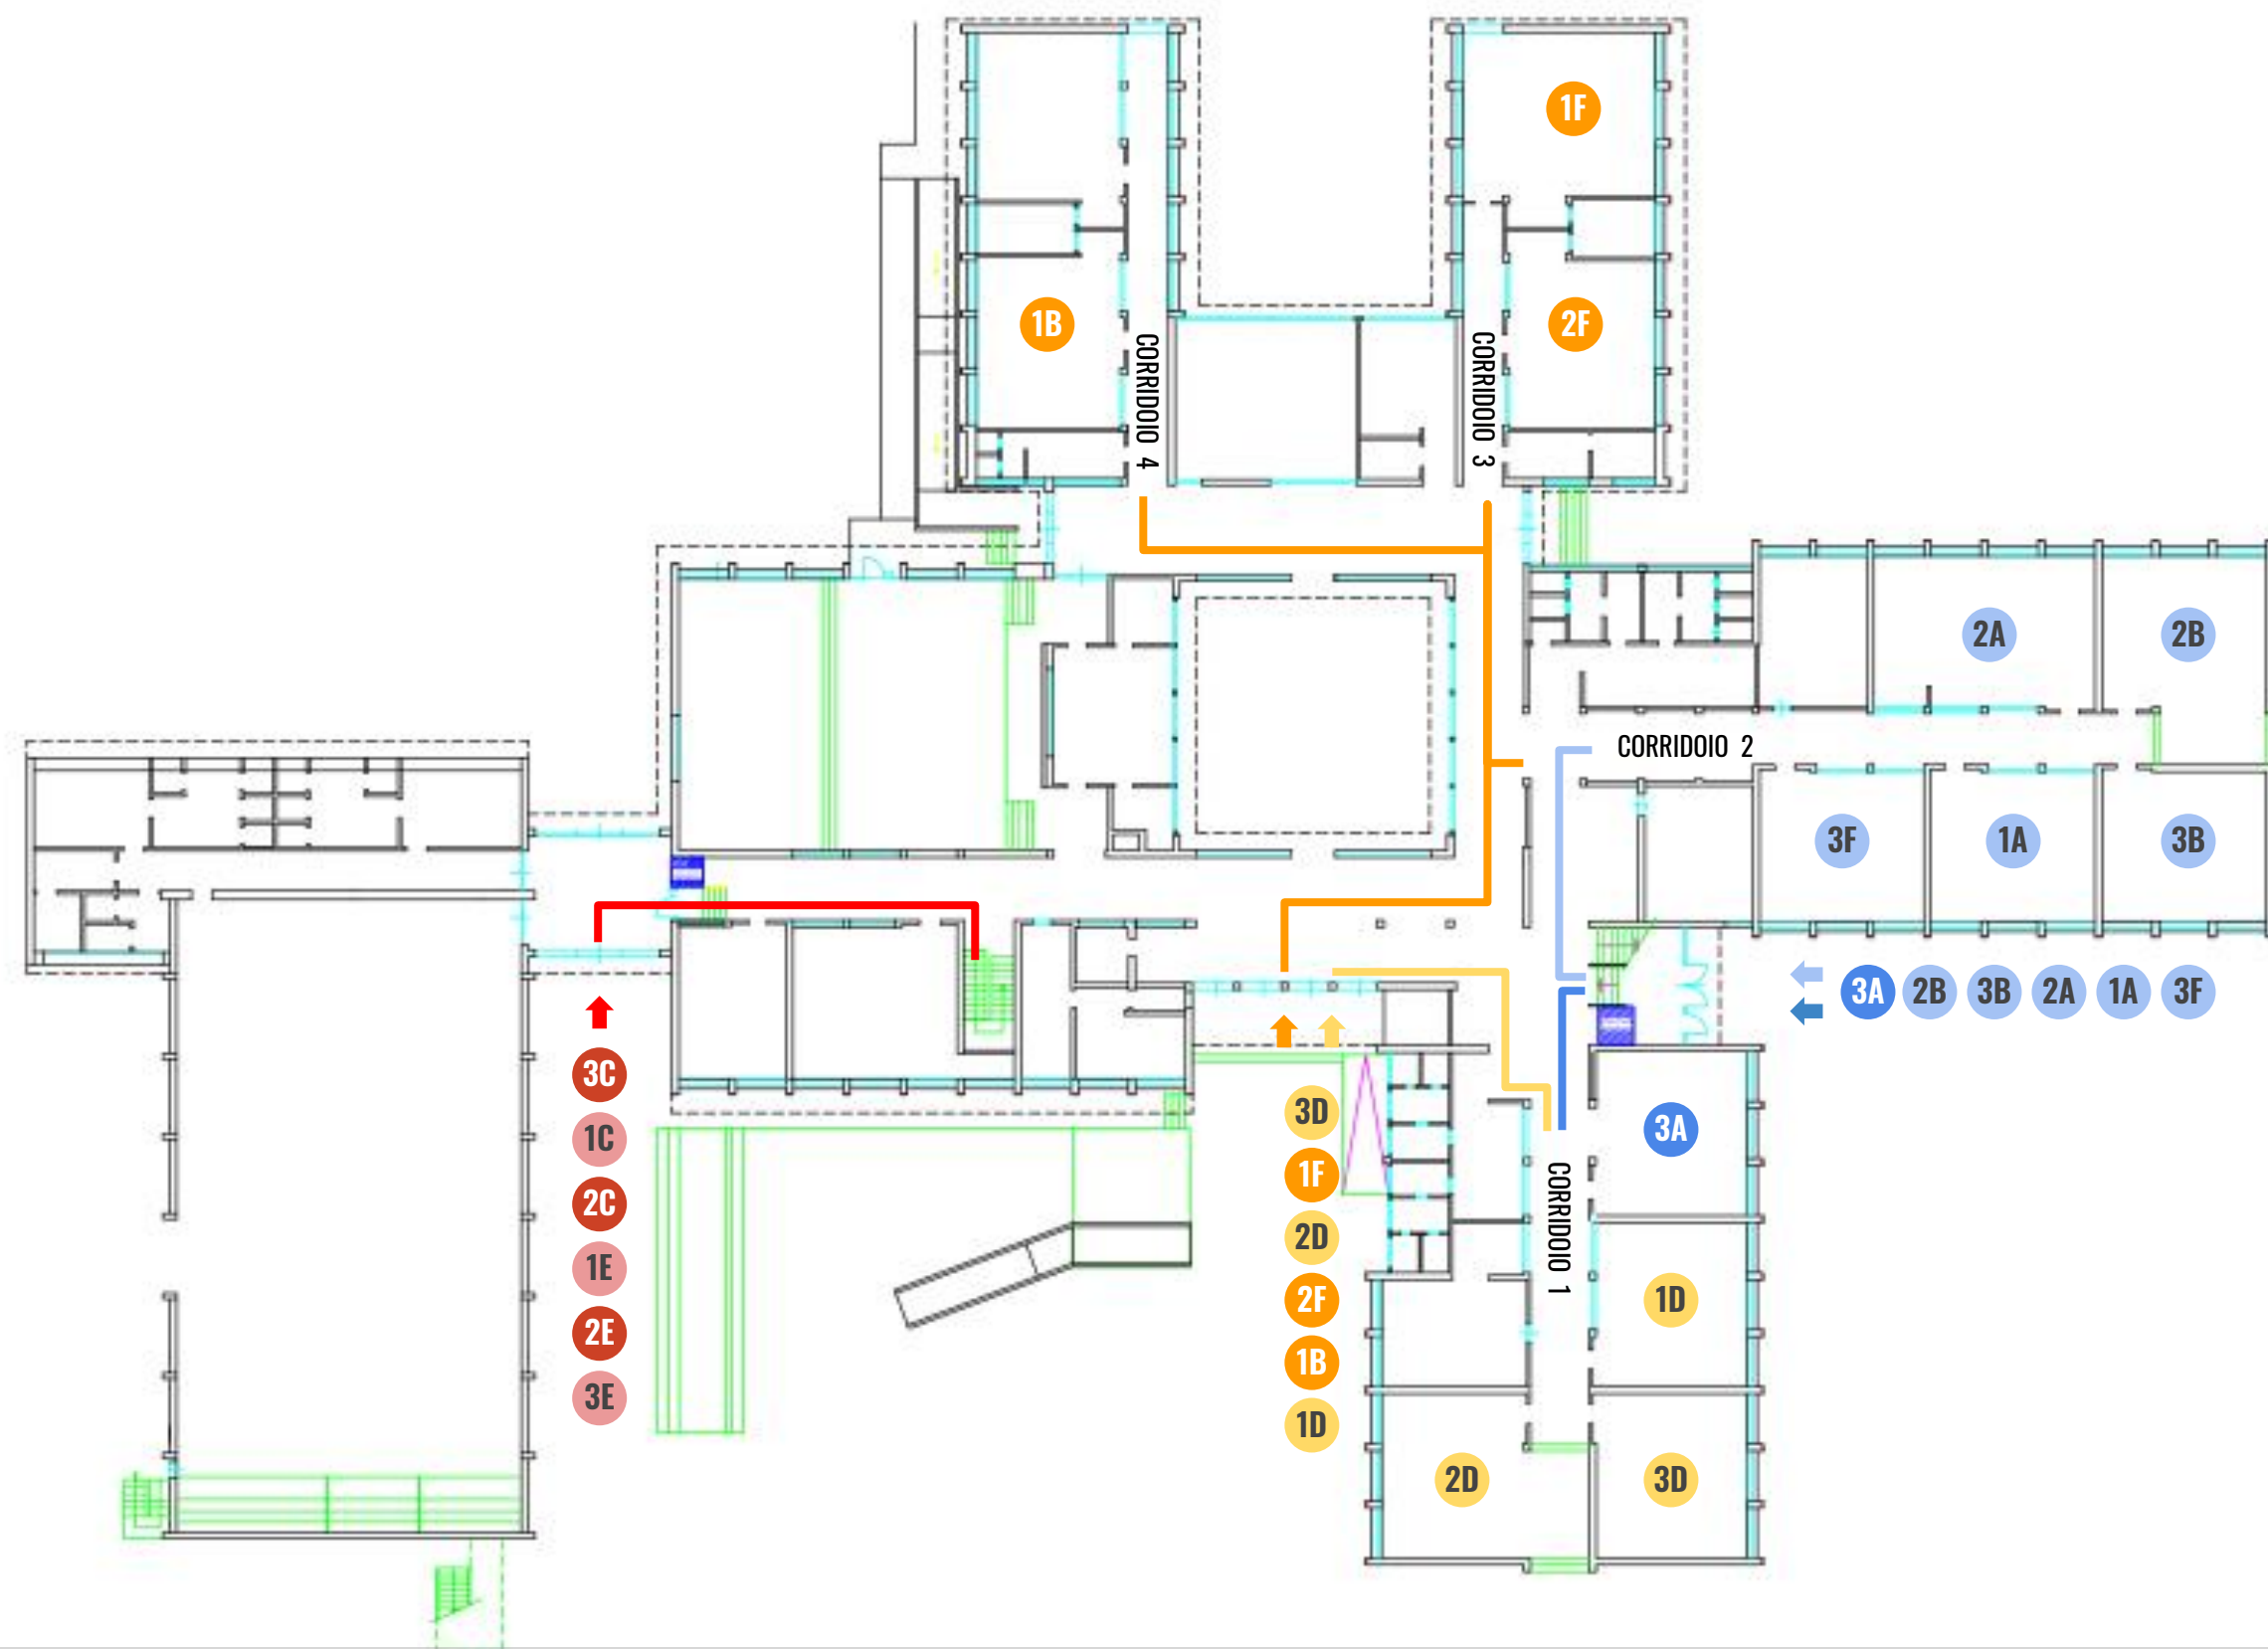 1F
1B
2F
CORRIDOIO 4
CORRIDOIO 3
2A
2B
CORRIDOIO 2
3F
1A
3B
3A 2B 3B 2A 1A 3F
3C
1C
2C
1E
2E
3E
3D
1F
2D
2F
1B
1D
CORRIDOIO 1
3A
1D
2D
3D